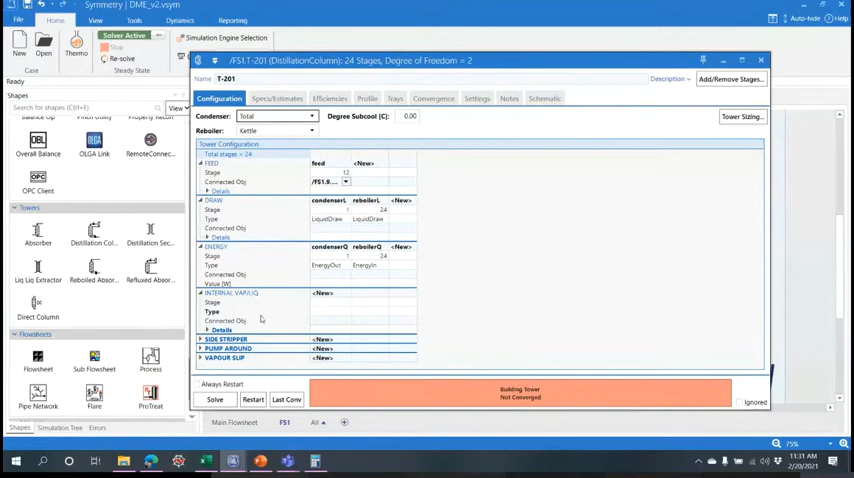 Symmetry | DME_v2.vsym
File Home Views Tools Dynamics Reporting
Auto-hide Help
New Open Thermo
Solver Active
Stop
Re-solve
Simulation Engine Selection
Case Steady State
Ready
Shapes
Search for shapes (Ctrl+E) View
Overall Balance OLGA Link RemoteConnec...
OPC Client
Towers
Absorber Distillation Col... Distillation Sec...
Liq Liq Extractor Reboiled Absor... Refluxed Absor...
Direct Column
Flowsheets
Flowsheet Sub Flowsheet Process
Pipe Network Flare ProTreat
Shapes Simulation Tree Errors
/FS1.T-201 (DistillationColumn): 24 Stages, Degree of Freedom = 2
Name T-201 Description Add/Remove Stages...
Configuration Specs/Estimates Efficiencies Profile Trays Convergence Settings Notes Schematic
Condenser: Total Degree Subcool [C]: 0.00 Tower Sizing...
Reboiler: Kettle
Tower Configuration
Total stages = 24
FEED feed <New>
Stage 12
Connected Obj /FS1.9....
Details
DRAW condenserL reboilerL <New>
Stage 1 24
Type LiquidDraw LiquidDraw
Connected Obj
Details
ENERGY condenserQ reboilerQ <New>
Stage 1 24
Type EnergyOut EnergyIn
Connected Obj
Value [W]
INTERNAL VAP/LIQ <New>
Stage
Type
Connected Obj
Details
SIDE STRIPPER <New>
PUMP AROUND <New>
VAPOUR SLIP <New>
Always Restart
Solve Restart Last Conv
Building Tower
Not Converged
Ignored
Main Flowsheet FS1 All
75%
11:31 AM
2/20/2021